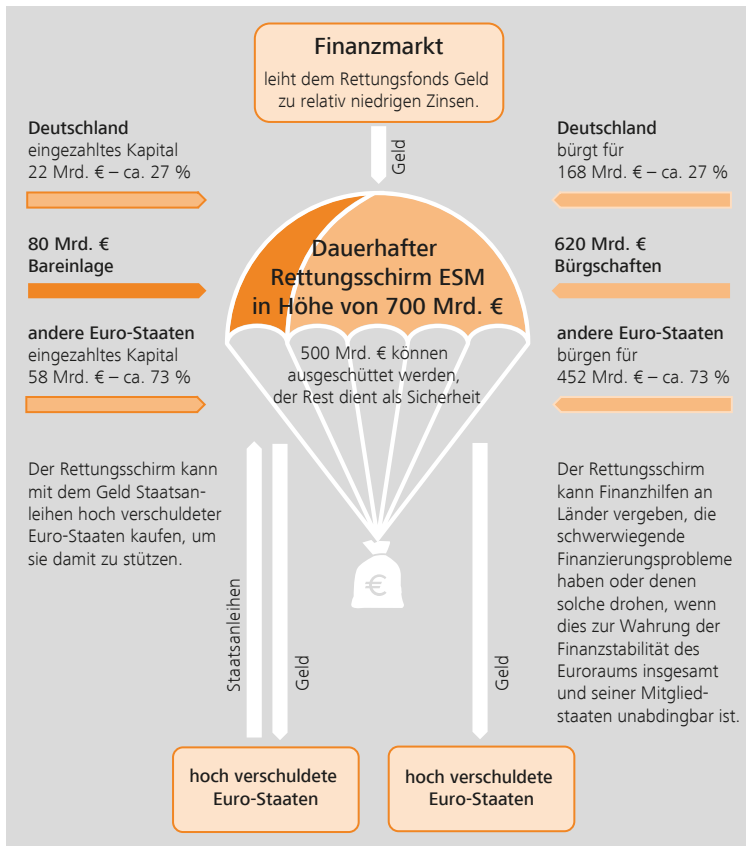 Finanzmarkt
leiht dem Rettungsfonds Geld
zu relativ niedrigen Zinsen.
Geld
Deutschland
eingezahltes Kapital
22 Mrd. € – ca. 27 %
80 Mrd. €
Bareinlage
andere Euro-Staaten
eingezahltes Kapital
58 Mrd. € – ca. 73 %
Dauerhafter
Rettungsschirm ESM
in Höhe von 700 Mrd. €
500 Mrd. € können
ausgeschüttet werden,
der Rest dient als Sicherheit
€
Deutschland
bürgt für
168 Mrd. € – ca. 27 %
620 Mrd. €
Bürgschaften
andere Euro-Staaten
bürgen für
452 Mrd. € – ca. 73 %
Der Rettungsschirm kann
mit dem Geld Staatsan-
leihen hoch verschuldeter
Euro-Staaten kaufen, um
sie damit zu stützen.
Staatsanleihen
Geld
Geld
Der Rettungsschirm
kann Finanzhilfen an
Länder vergeben, die
schwerwiegende
Finanzierungsprobleme
haben oder denen
solche drohen, wenn
dies zur Wahrung der
Finanzstabilität des
Euroraums insgesamt
und seiner Mitglied-
staaten unabdingbar ist.
hoch verschuldete
Euro-Staaten
hoch verschuldete
Euro-Staaten